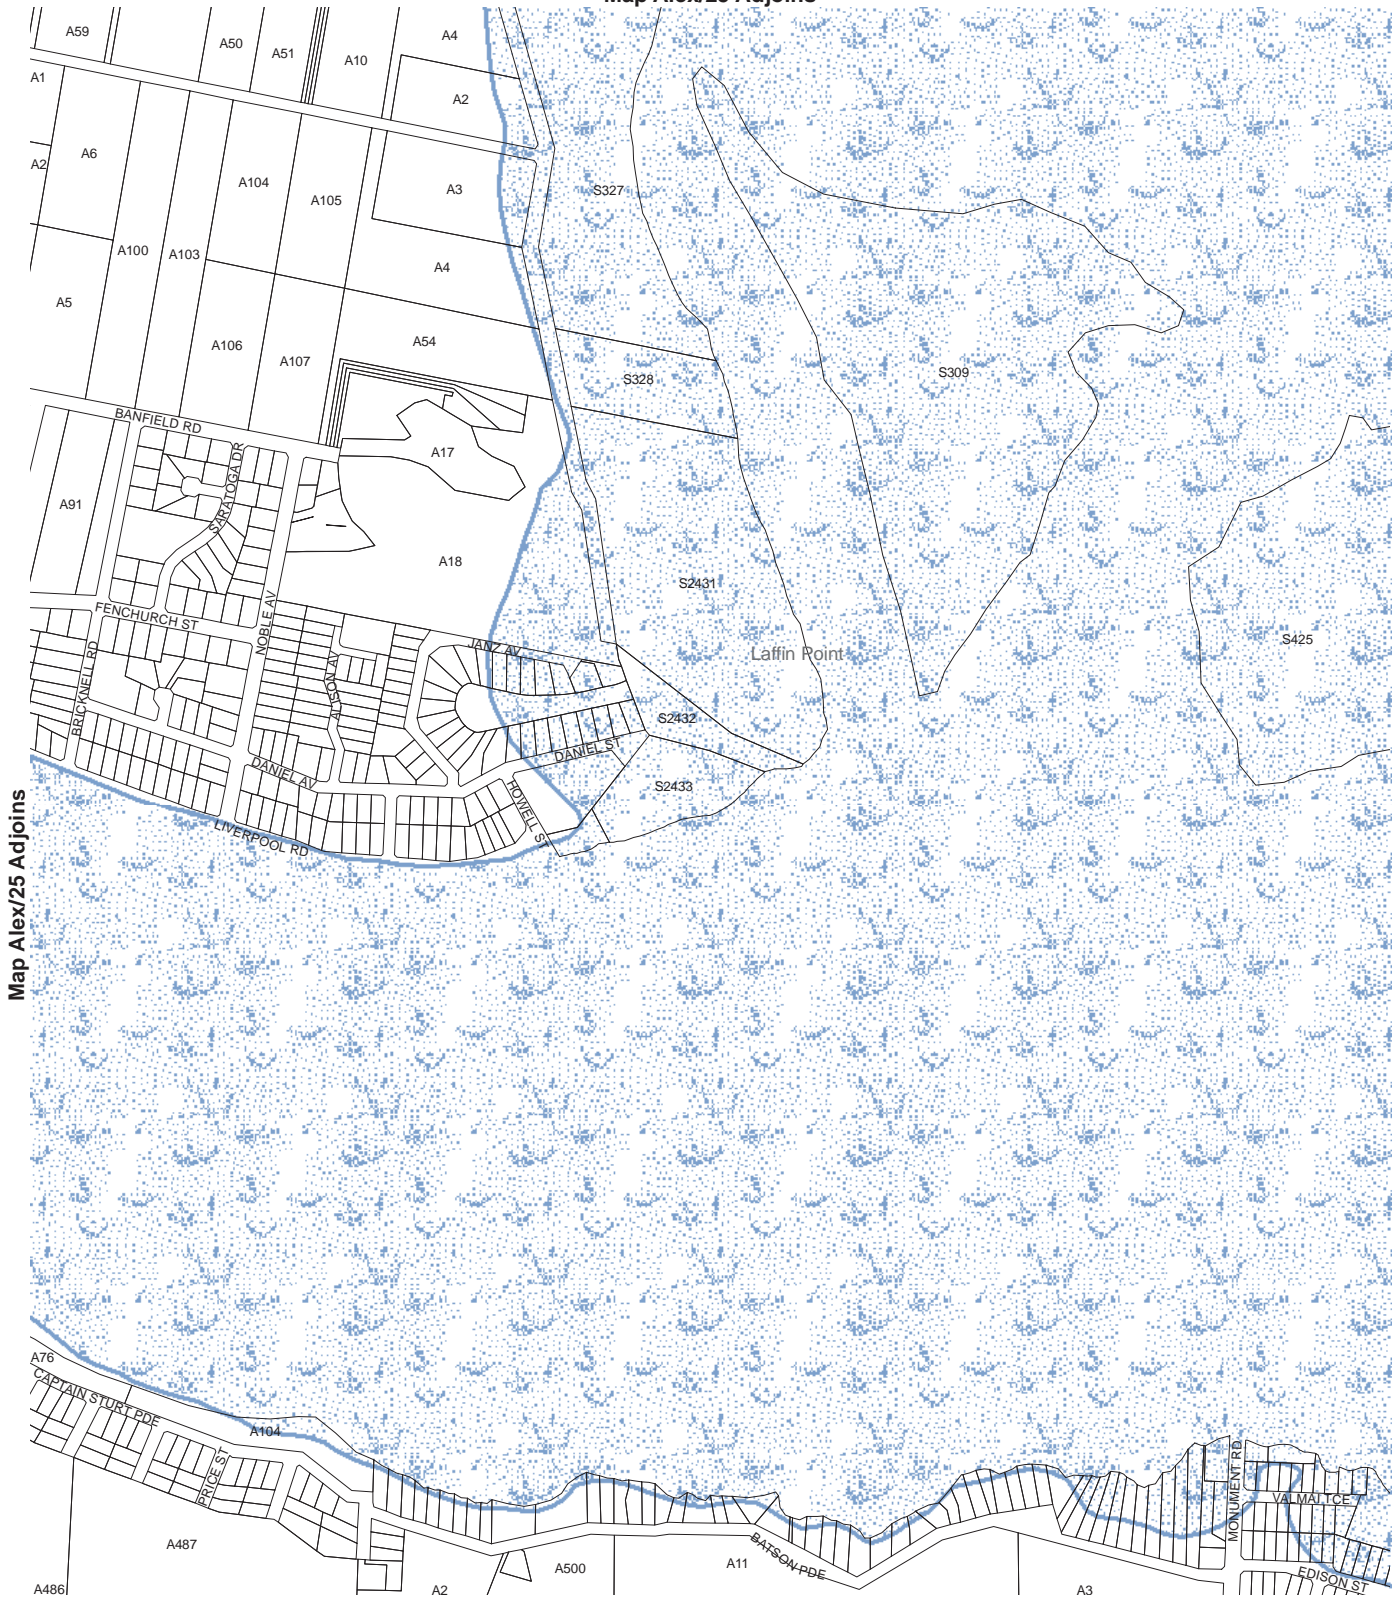 Map Alex/25 Adjoins
A59
A50
A51
A10
A4
A1
A2
A6
A2
A104
A105
A3
S327
A100
A103
A4
A5
A106
A107
A54
S328
S309
BANFIELD RD
SARATOGA DR
A17
A91
A18
S2431
FENCHURCH ST
NOBLE AV
JANZ AV
Laffin Point
S425
BRICKNELL RD
ALISON AV
S2432
DANIEL ST
DANIEL AV
HOWELL ST
S2433
LIVERPOOL RD
A76
CAPTAIN STURT PDE
A104
PRICE ST
MONUMENT RD
VALMAI TCE
A487
A486
A2
A500
A11
BATSON PDE
A3
EDISON ST